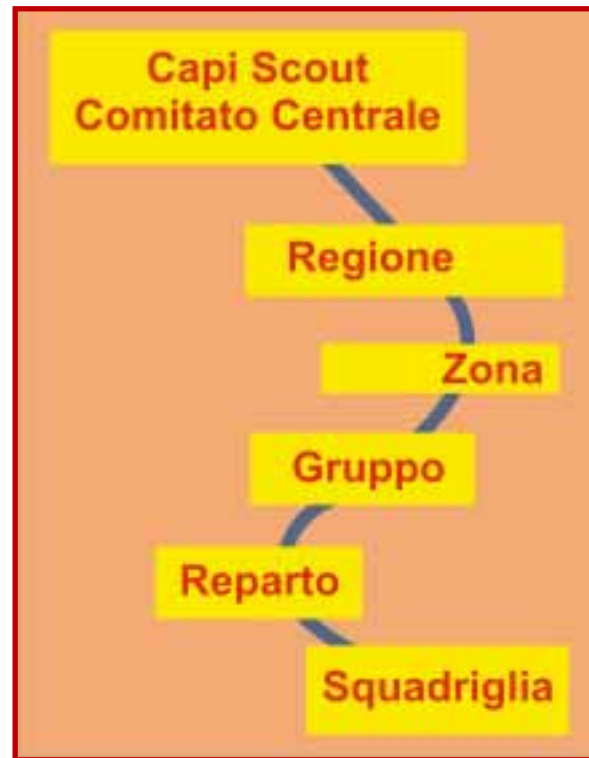 Capi Scout
Comitato Centrale
Regione
Zona
Gruppo
Reparto
Squadriglia